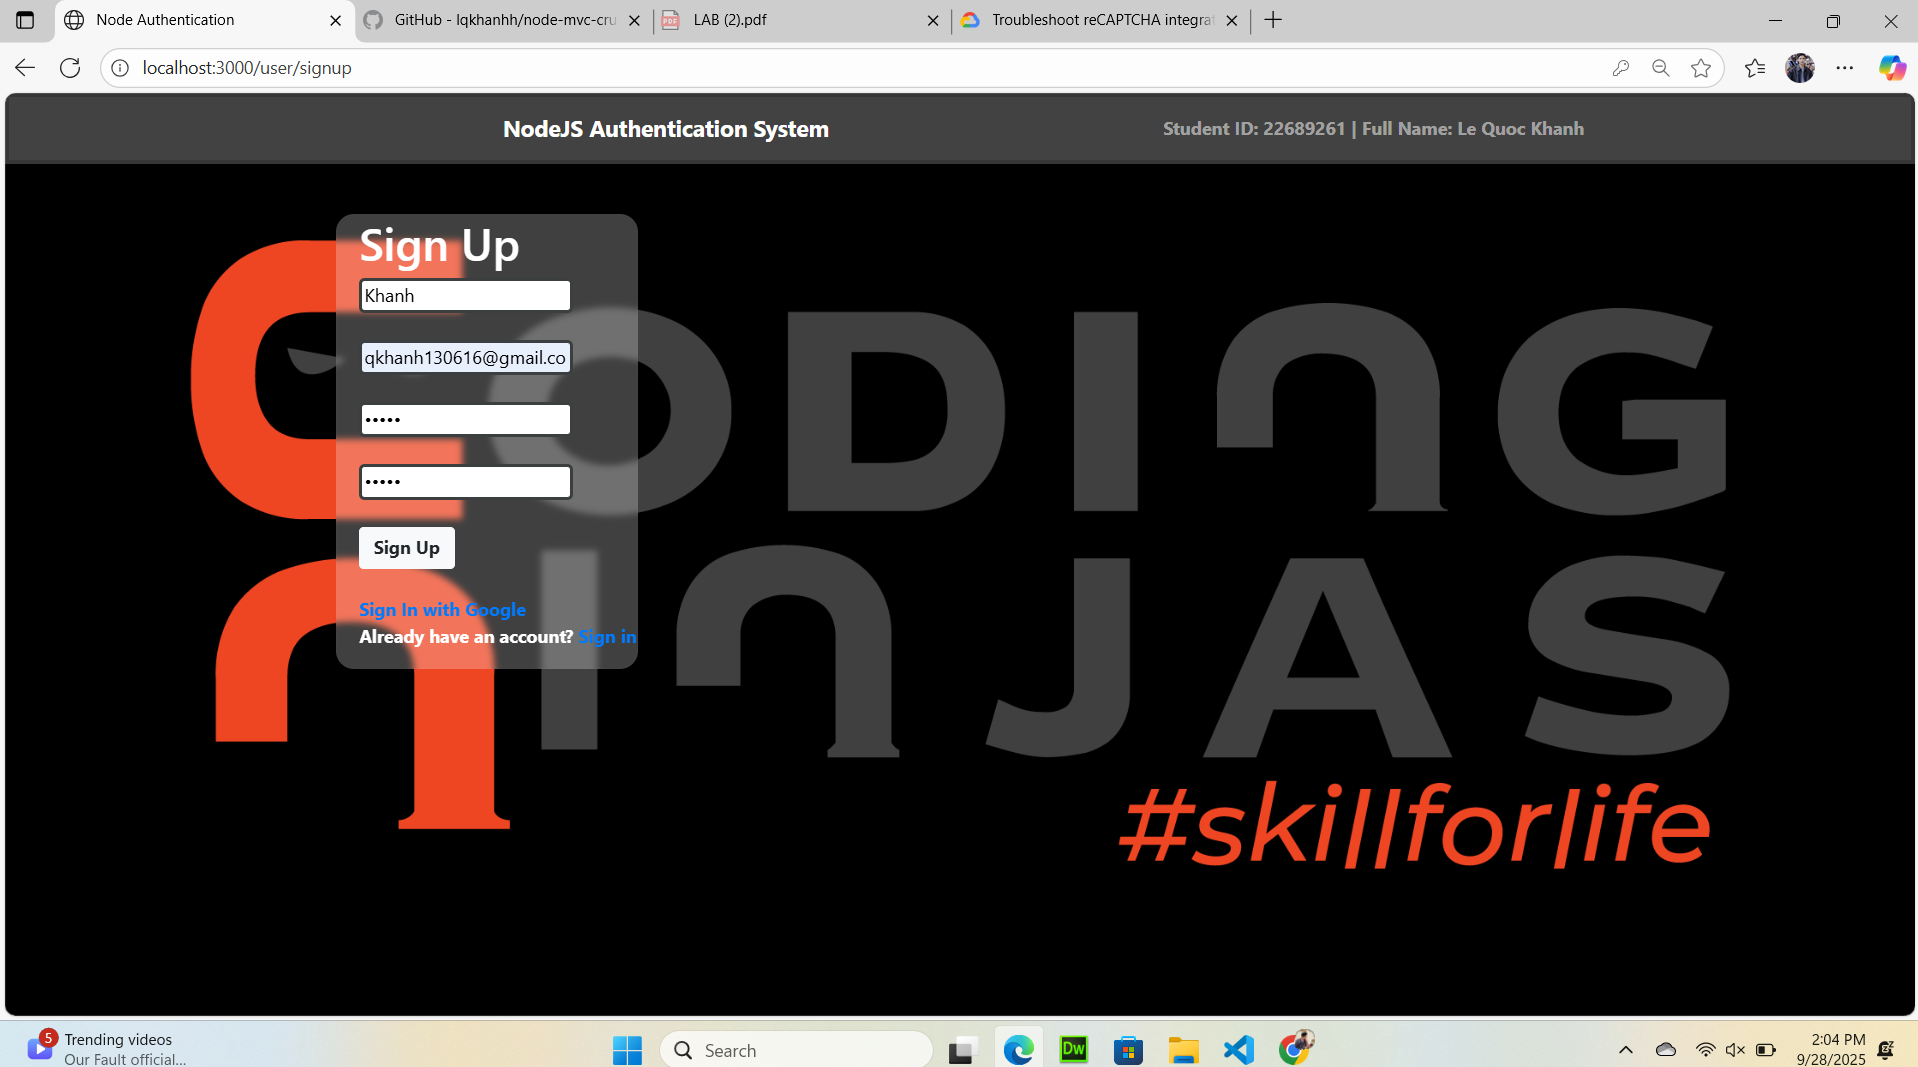 Node Authentication
GitHub - lqkhanhh/node-mvc-cru
LAB (2).pdf
Troubleshoot reCAPTCHA integrat
localhost:3000/user/signup
NodeJS Authentication System
Student ID: 22689261 | Full Name: Le Quoc Khanh
Sign Up
Khanh
qkhanh130616@gmail.co
•••••
•••••
Sign Up
Sign In with Google
Already have an account? Sign in
CODING
NINJAS
#skillforlife
5
Trending videos
Our Fault official...
Search
Dw
2:04 PM
9/28/2025